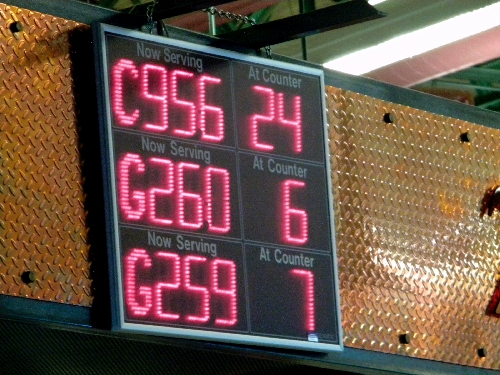 Now Serving At Counter
C956 24
Now Serving At Counter
G260 6
Now Serving At Counter
G259 7